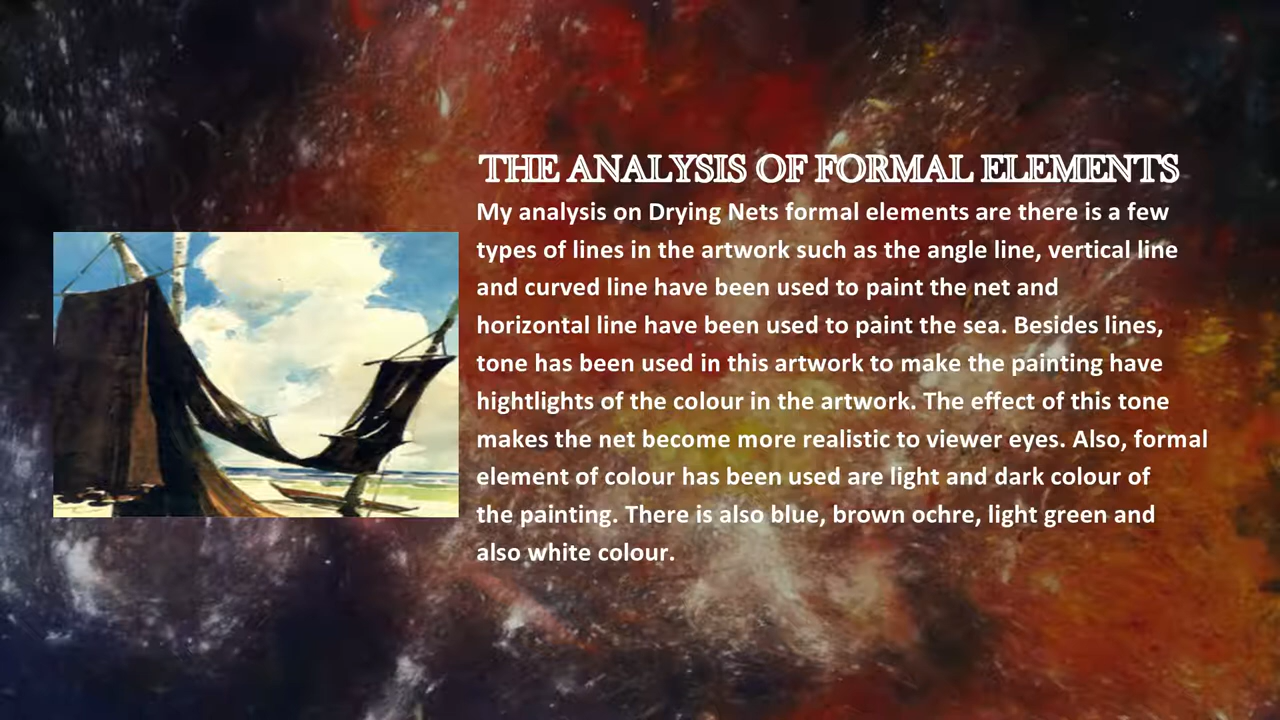 THE ANALYSIS OF FORMAL ELEMENTS
My analysis on Drying Nets formal elements are there is a few
types of lines in the artwork such as the angle line, vertical line
and curved line have been used to paint the net and
horizontal line have been used to paint the sea. Besides lines,
tone has been used in this artwork to make the painting have
hightlights of the colour in the artwork. The effect of this tone
makes the net become more realistic to viewer eyes. Also, formal
element of colour has been used are light and dark colour of
the painting. There is also blue, brown ochre, light green and
also white colour.